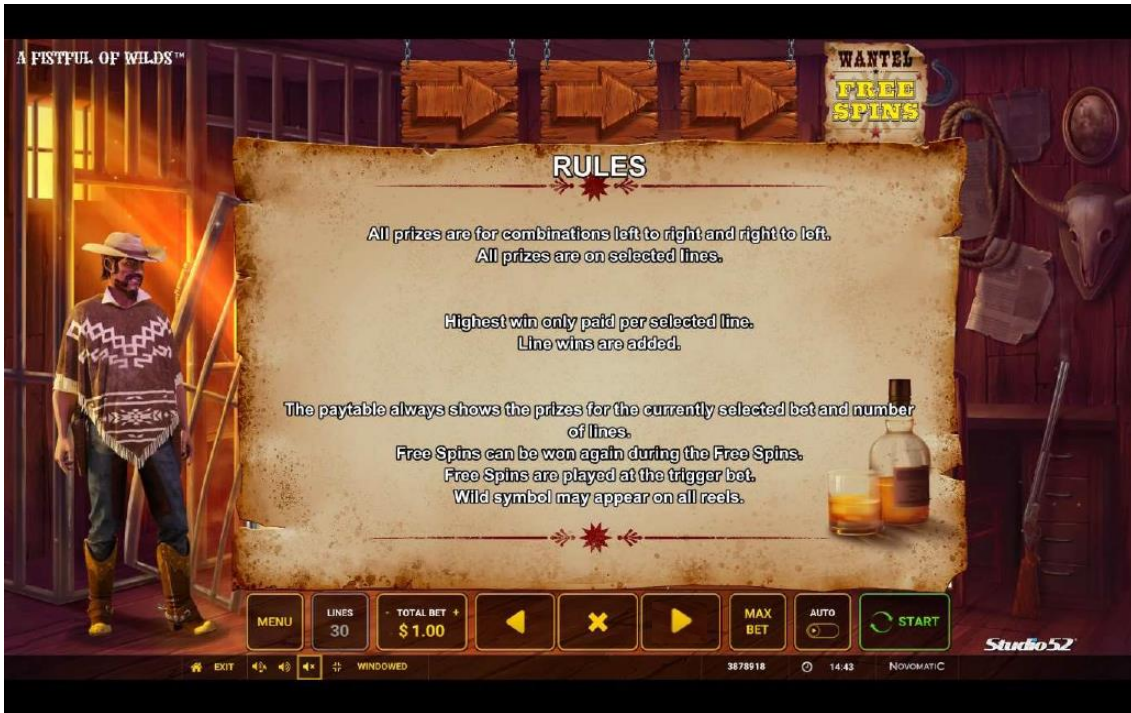 A FISTFUL OF WILDS™
WANTED
FREE
SPINS
RULES
All prizes are for combinations left to right and right to left.
All prizes are on selected lines.
Highest win only paid per selected line.
Line wins are added.
The paytable always shows the prizes for the currently selected bet and number
of lines.
Free Spins can be won again during the Free Spins.
Free Spins are played at the trigger bet.
Wild symbol may appear on all reels.
MENU
LINES
30
- TOTAL BET +
$1.00
MAX
BET
AUTO
START
Studio52
EXIT
WINDOWED
3878918
14:43
NOVOMATIC